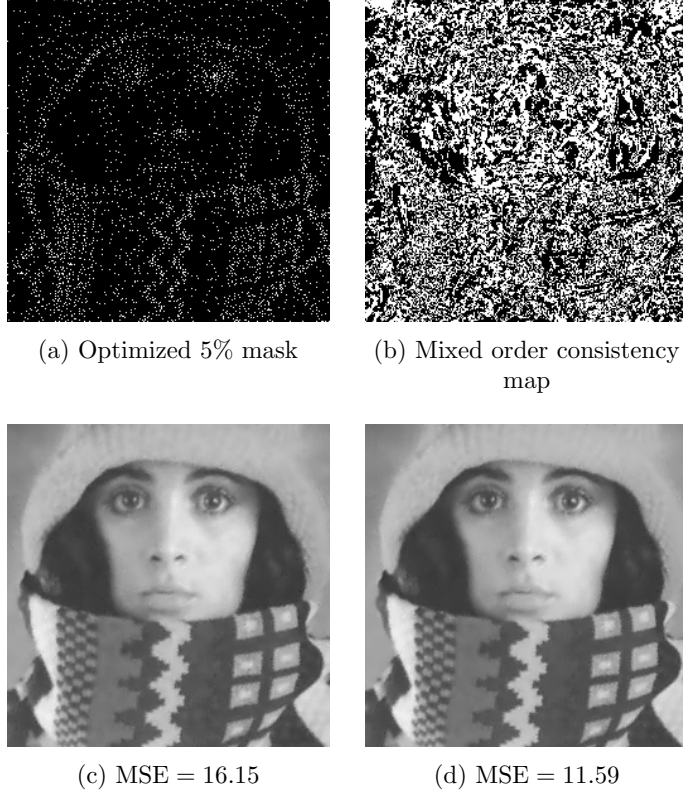 (a) Optimized 5% mask
(b) Mixed order consistency
map
(c) MSE = 16.15
(d) MSE = 11.59